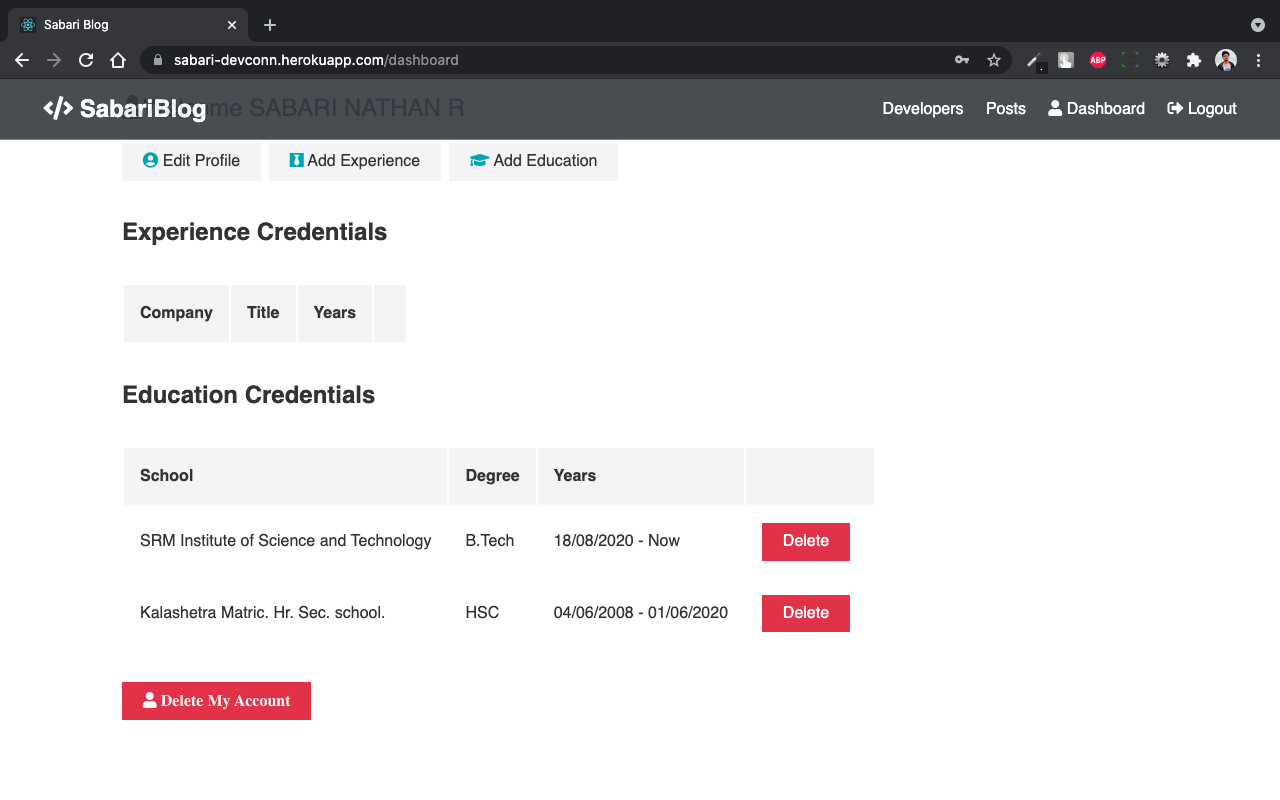 Sabari Blog
sabari-devconn.herokuapp.com/dashboard
ABP
SabariBlog
me SABARI NATHAN R
Developers Posts Dashboard Logout
Edit Profile Add Experience Add Education
Experience Credentials
Company Title Years
Education Credentials
School Degree Years
SRM Institute of Science and Technology B.Tech 18/08/2020 - Now Delete
Kalashetra Matric. Hr. Sec. school. HSC 04/06/2008 - 01/06/2020 Delete
Delete My Account